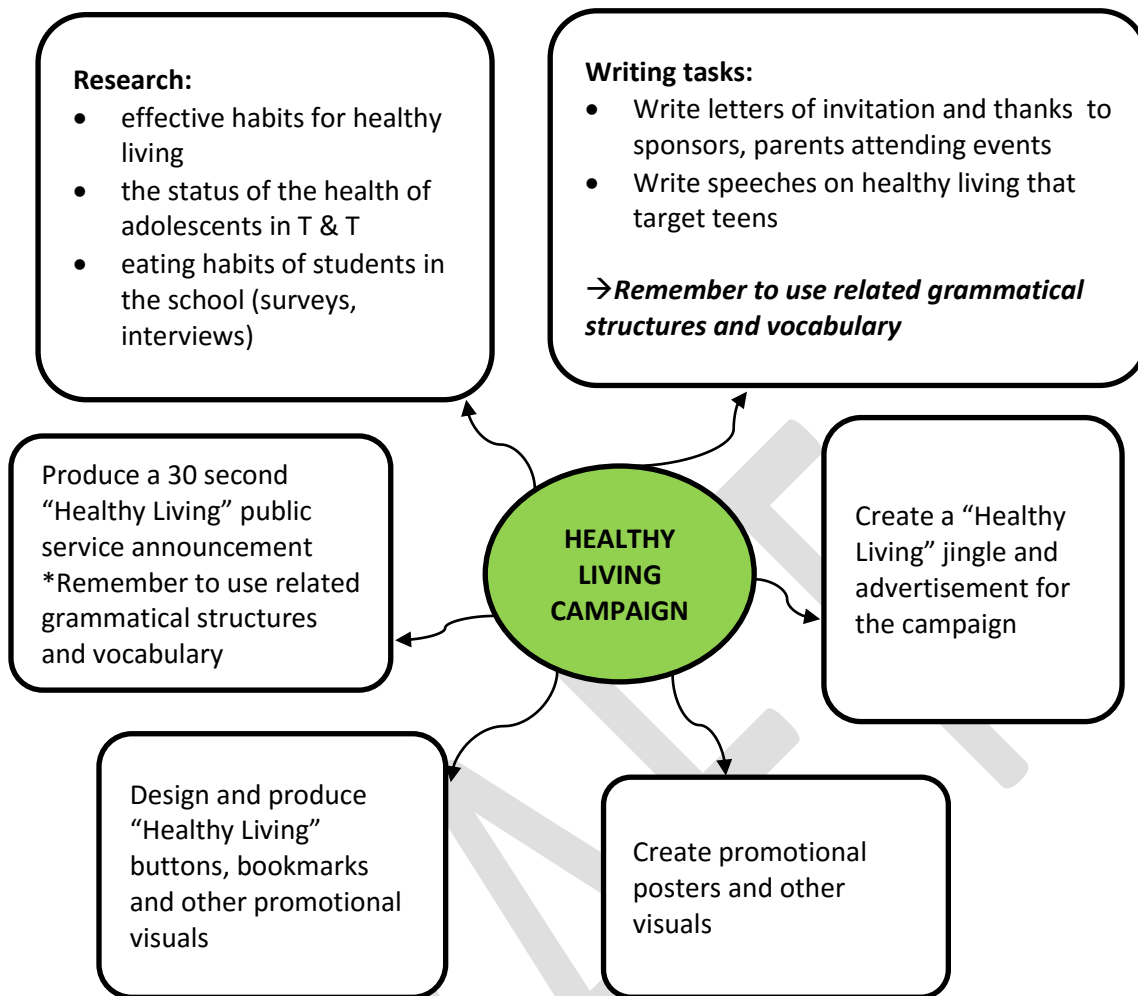 Research:
• effective habits for healthy
living
• the status of the health of
adolescents in T & T
• eating habits of students in
the school (surveys,
interviews)
Writing tasks:
• Write letters of invitation and thanks to
sponsors, parents attending events
• Write speeches on healthy living that
target teens
→Remember to use related grammatical
structures and vocabulary
Produce a 30 second
“Healthy Living” public
service announcement
*Remember to use related
grammatical structures
and vocabulary
HEALTHY
LIVING
CAMPAIGN
Create a “Healthy
Living” jingle and
advertisement for
the campaign
Design and produce
“Healthy Living”
buttons, bookmarks
and other promotional
visuals
Create promotional
posters and other
visuals